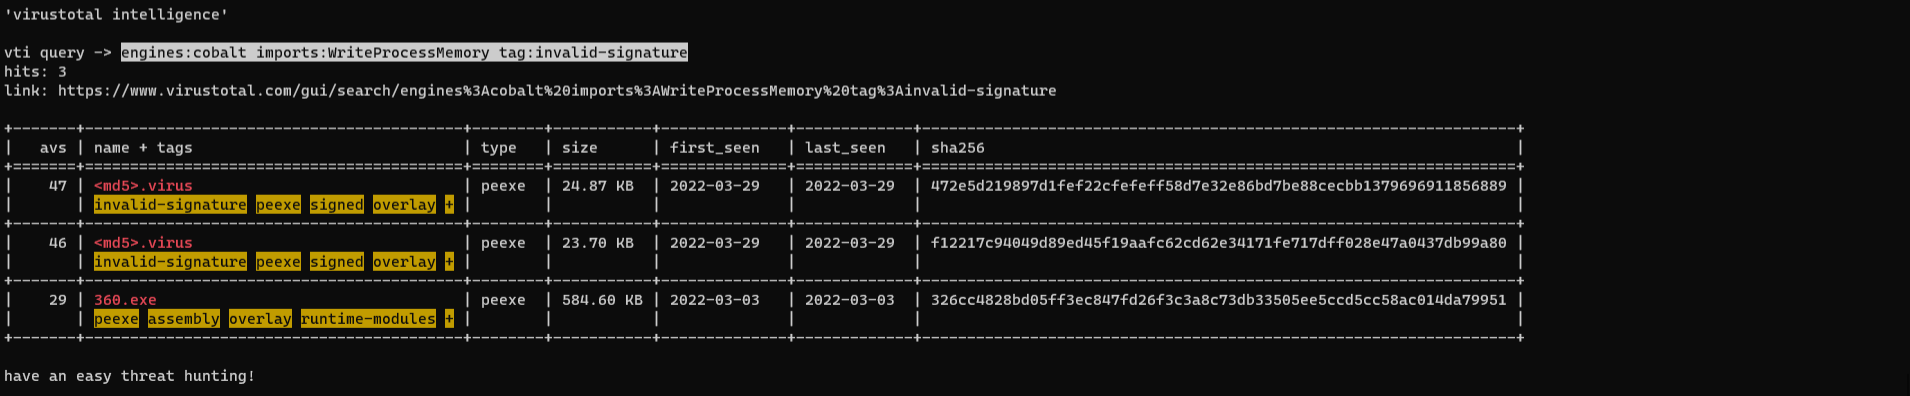 'virustotal intelligence'
vti query -> engines:cobalt imports:WriteProcessMemory tag:invalid-signature
hits: 3
link: https://www.virustotal.com/gui/search/engines%3Acobalt%20imports%3AWriteProcessMemory%20tag%3Ainvalid-signature
| avs | name + tags | type | size | first_seen | last_seen | sha256 |
| 47 | <md5>.virus | peexe | 24.87 KB | 2022-03-29 | 2022-03-29 | 472e5d219897d1fef22cfefeff58d7e32e86bd7be88cecbb1379696911856889 |
| | invalid-signature peexe signed overlay + | | | | | |
| 46 | <md5>.virus | peexe | 23.70 KB | 2022-03-29 | 2022-03-29 | f12217c94049d89ed45f19aafc62cd62e34171fe717dff028e47a0437db99a80 |
| | invalid-signature peexe signed overlay + | | | | | |
| 29 | 360.exe | peexe | 584.60 KB | 2022-03-03 | 2022-03-03 | 326cc4828bd05ff3ec847fd26f3c3a8c73db33505ee5ccd5cc58ac014da79951 |
| | peexe assembly overlay runtime-modules + | | | | | |
have an easy threat hunting!